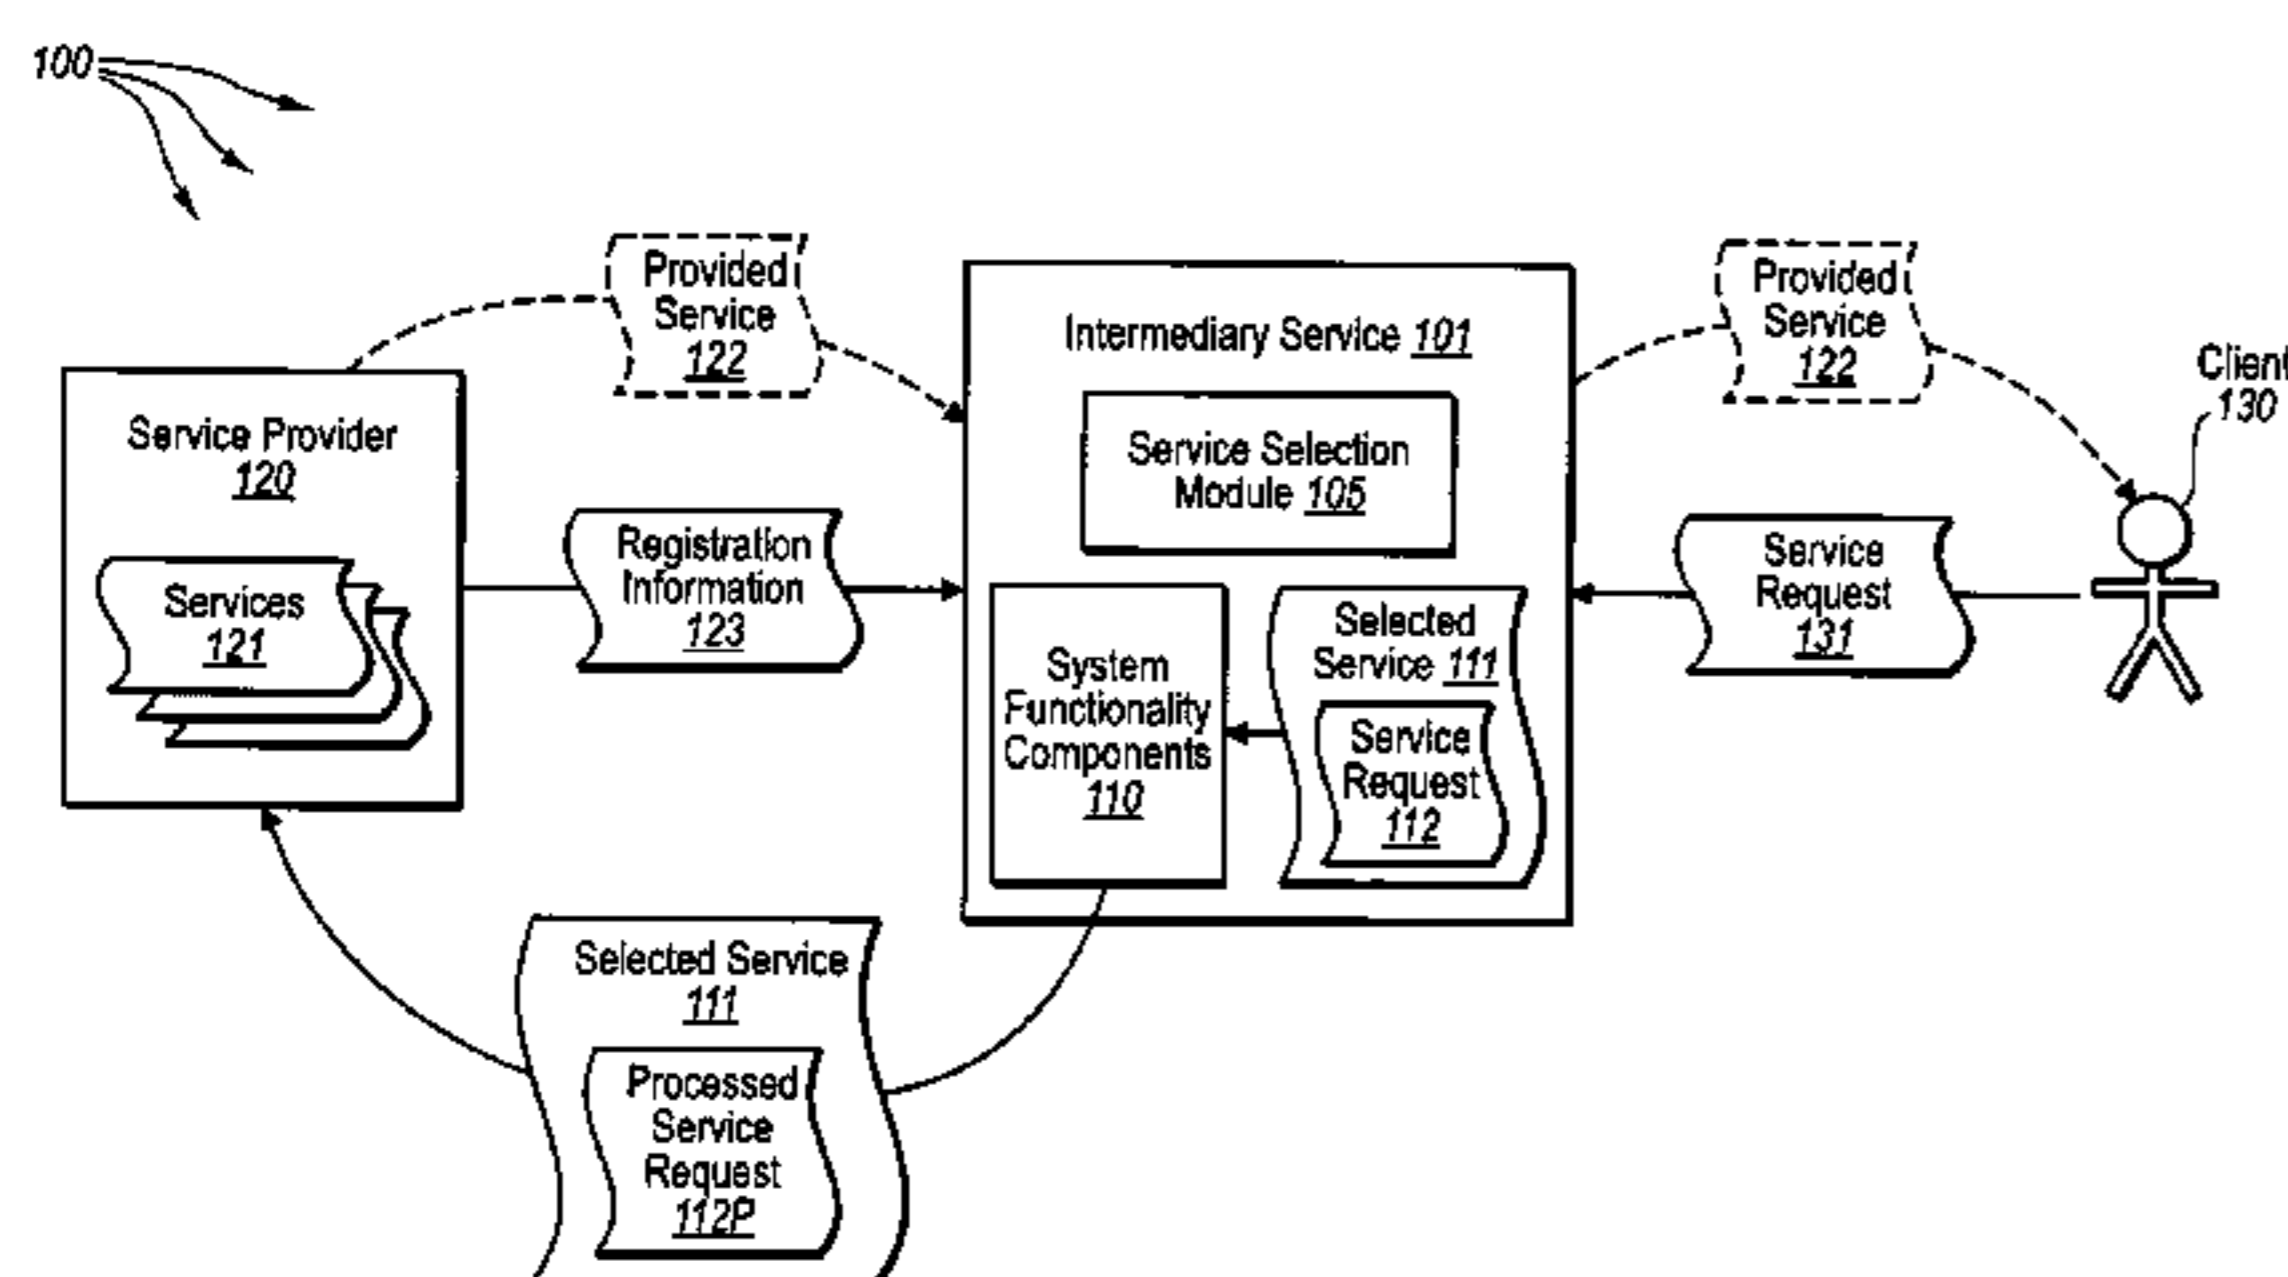 100
Provided
Service
122
Provided
Service
122
Client
130
Intermediary Service 101
Service Selection
Module 105
Service Provider
120
Services
121
Registration
Information
123
System
Functionality
Components
110
Selected
Service 111
Service
Request
112
Service
Request
131
Selected Service
111
Processed
Service
Request
112P